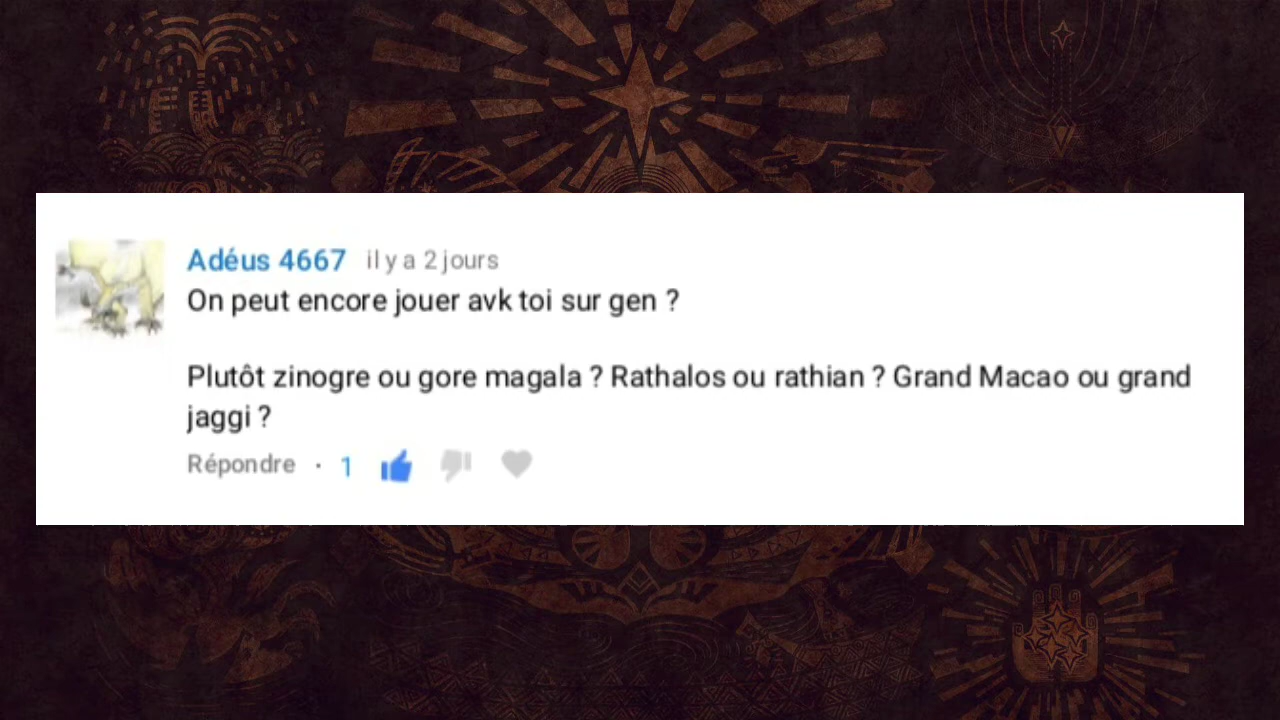 Adéus 4667 il y a 2 jours
On peut encore jouer avk toi sur gen ?
Plutôt zinogre ou gore magala ? Rathalos ou rathian ? Grand Macao ou grand
jaggi ?
Répondre · 1